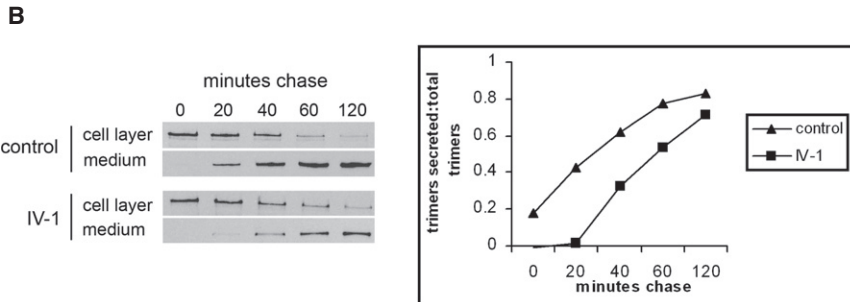 B
minutes chase
0 20 40 60 120
control
cell layer
medium
IV-1
cell layer
medium
trimers secreted:total
trimers
1
0.8
0.6
0.4
0.2
0
0 20 40 60 120
minutes chase
control
IV-1